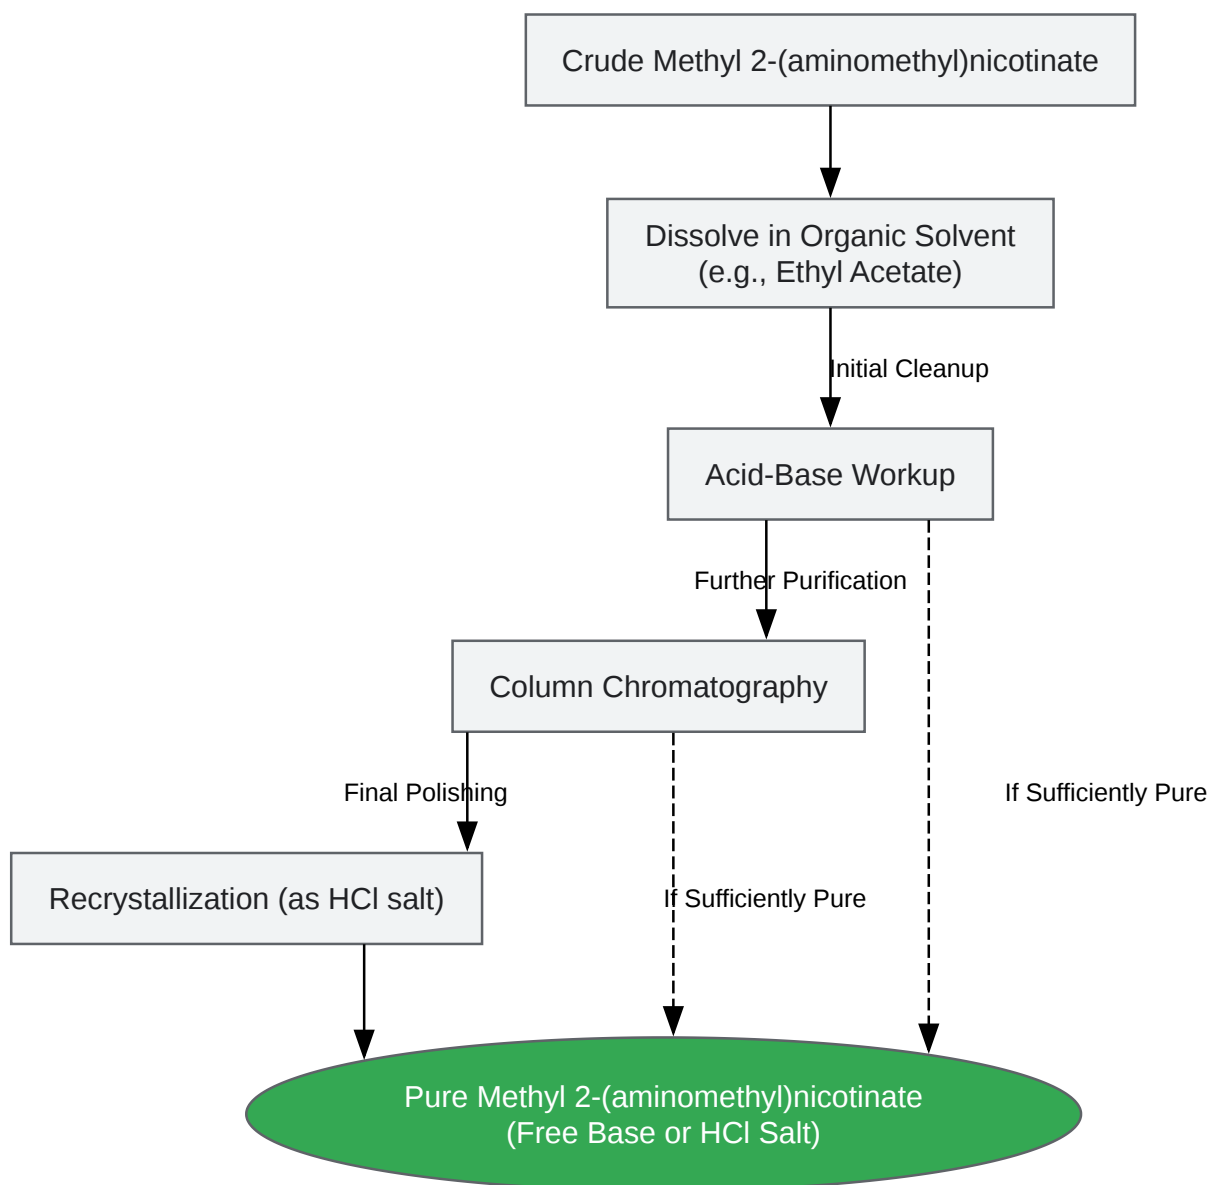 Crude Methyl 2-(aminomethyl)nicotinate
Dissolve in Organic Solvent
(e.g., Ethyl Acetate)
Initial Cleanup
Acid-Base Workup
Further Purification
Column Chromatography
Final Polishing
If Sufficiently Pure
Recrystallization (as HCl salt)
If Sufficiently Pure
Pure Methyl 2-(aminomethyl)nicotinate
(Free Base or HCl Salt)